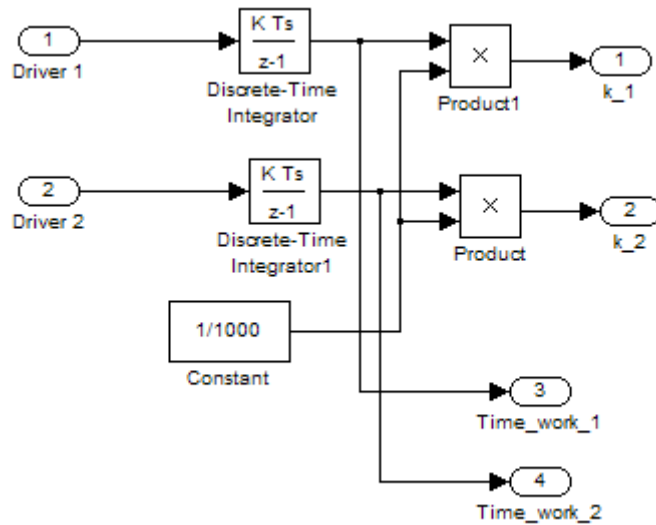 1
Driver 1
K Ts
z-1
Discrete-Time
Integrator
×
Product1
1
k_1
2
Driver 2
K Ts
z-1
Discrete-Time
Integrator1
×
Product
2
k_2
1/1000
Constant
3
Time_work_1
4
Time_work_2